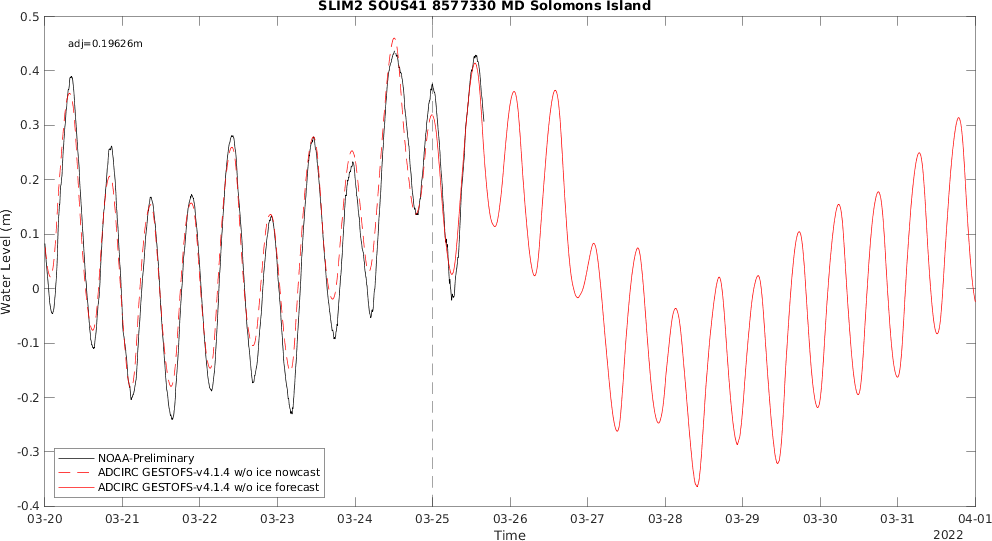 SLIM2 SOUS41 8577330 MD Solomons Island
adj=0.19626m
0.5
0.4
0.3
0.2
0.1
0
-0.1
-0.2
-0.3
-0.4
Water Level (m)
NOAA-Preliminary
ADCIRC GESTOFS-v4.1.4 w/o ice nowcast
ADCIRC GESTOFS-v4.1.4 w/o ice forecast
03-20 03-21 03-22 03-23 03-24 03-25 03-26 03-27 03-28 03-29 03-30 03-31 04-01
Time
2022